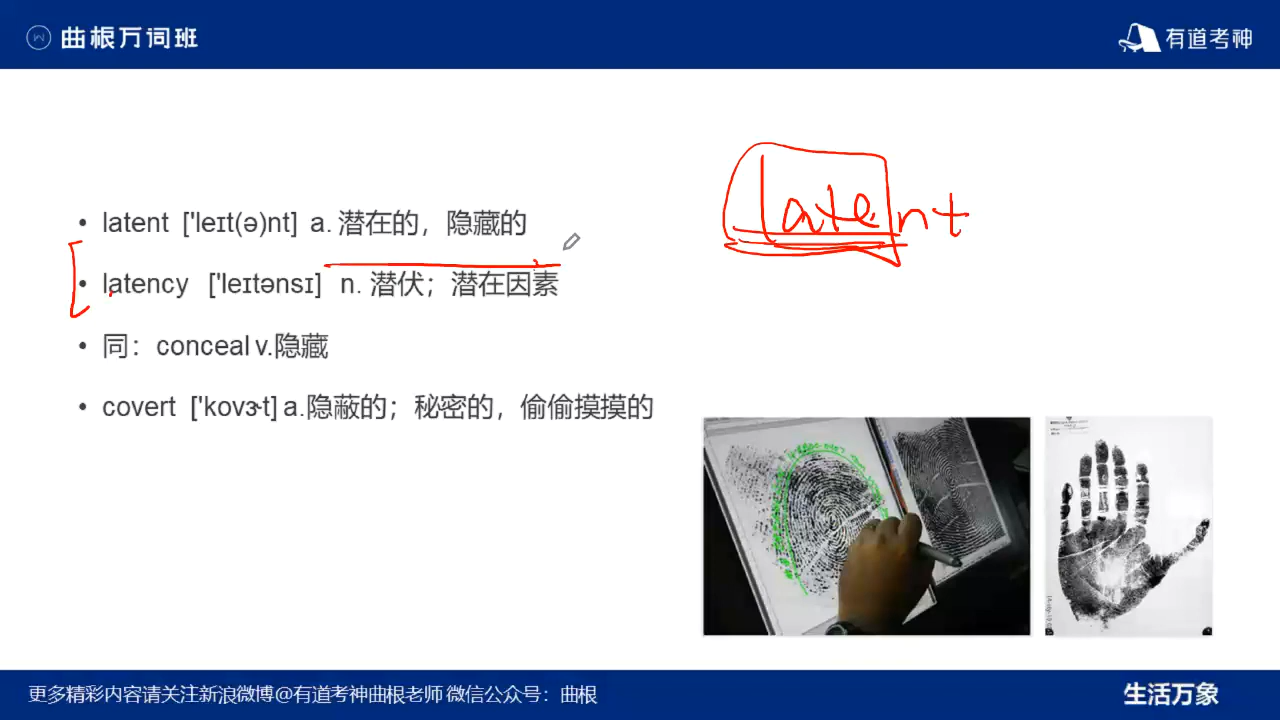 曲根万词班
有道考神
latent
• latent ['leɪt(ə)nt] a. 潜在的，隐藏的
• latency ['leɪtənsɪ] n. 潜伏；潜在因素
• 同：conceal v.隐藏
• covert ['kovɝt] a.隐蔽的；秘密的，偷偷摸摸的
更多精彩内容请关注新浪微博@有道考神曲根老师 微信公众号：曲根
生活万象